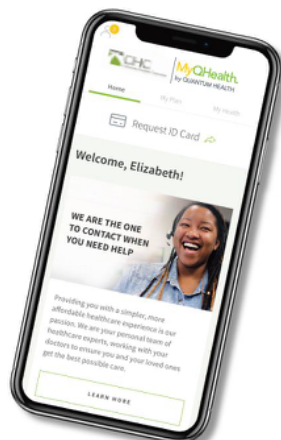 CHC
MyQHealth.
by QUANTUM HEALTH
Home
My Plan
My Health
Request ID Card
Welcome, Elizabeth!
WE ARE THE ONE
TO CONTACT WHEN
YOU NEED HELP
Providing you with a simpler, more
affordable healthcare experience is our
passion. We are your personal team of
healthcare experts, working with your
doctors to ensure you and your loved ones
get the best possible care.
LEARN MORE